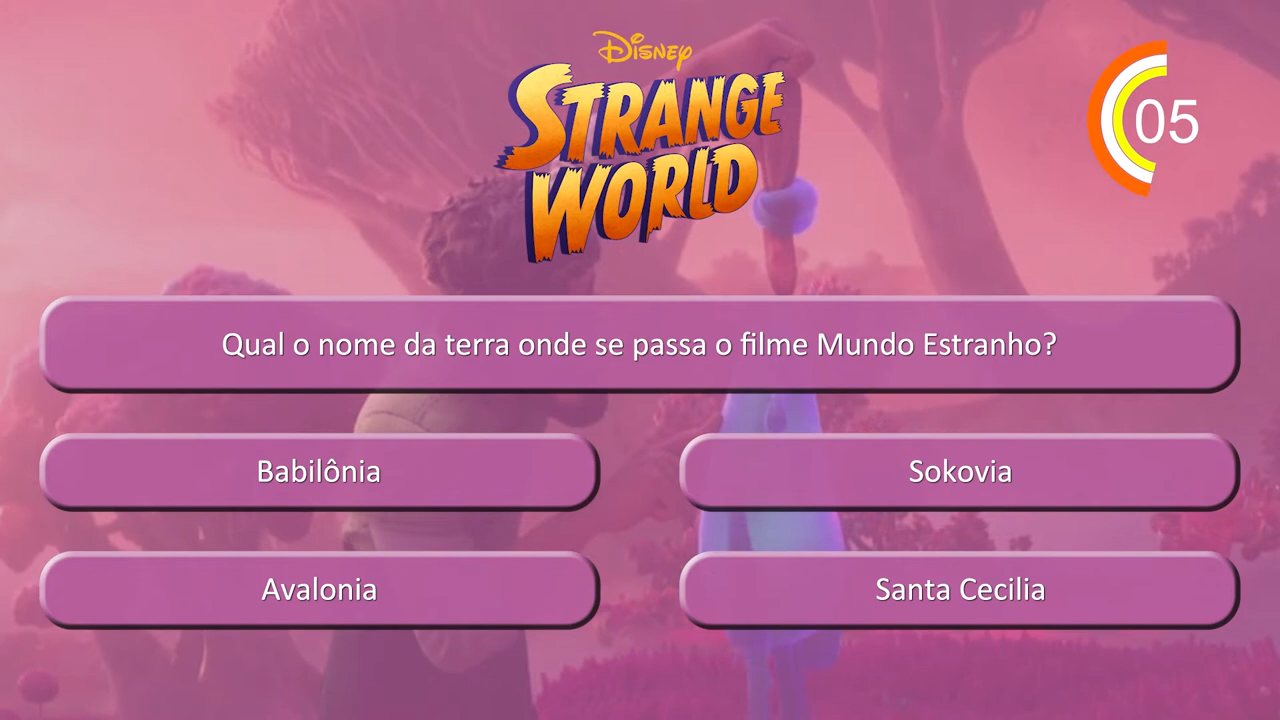 Disney
STRANGE
WORLD
05
Qual o nome da terra onde se passa o filme Mundo Estranho?
Babilônia
Sokovia
Avalonia
Santa Cecilia